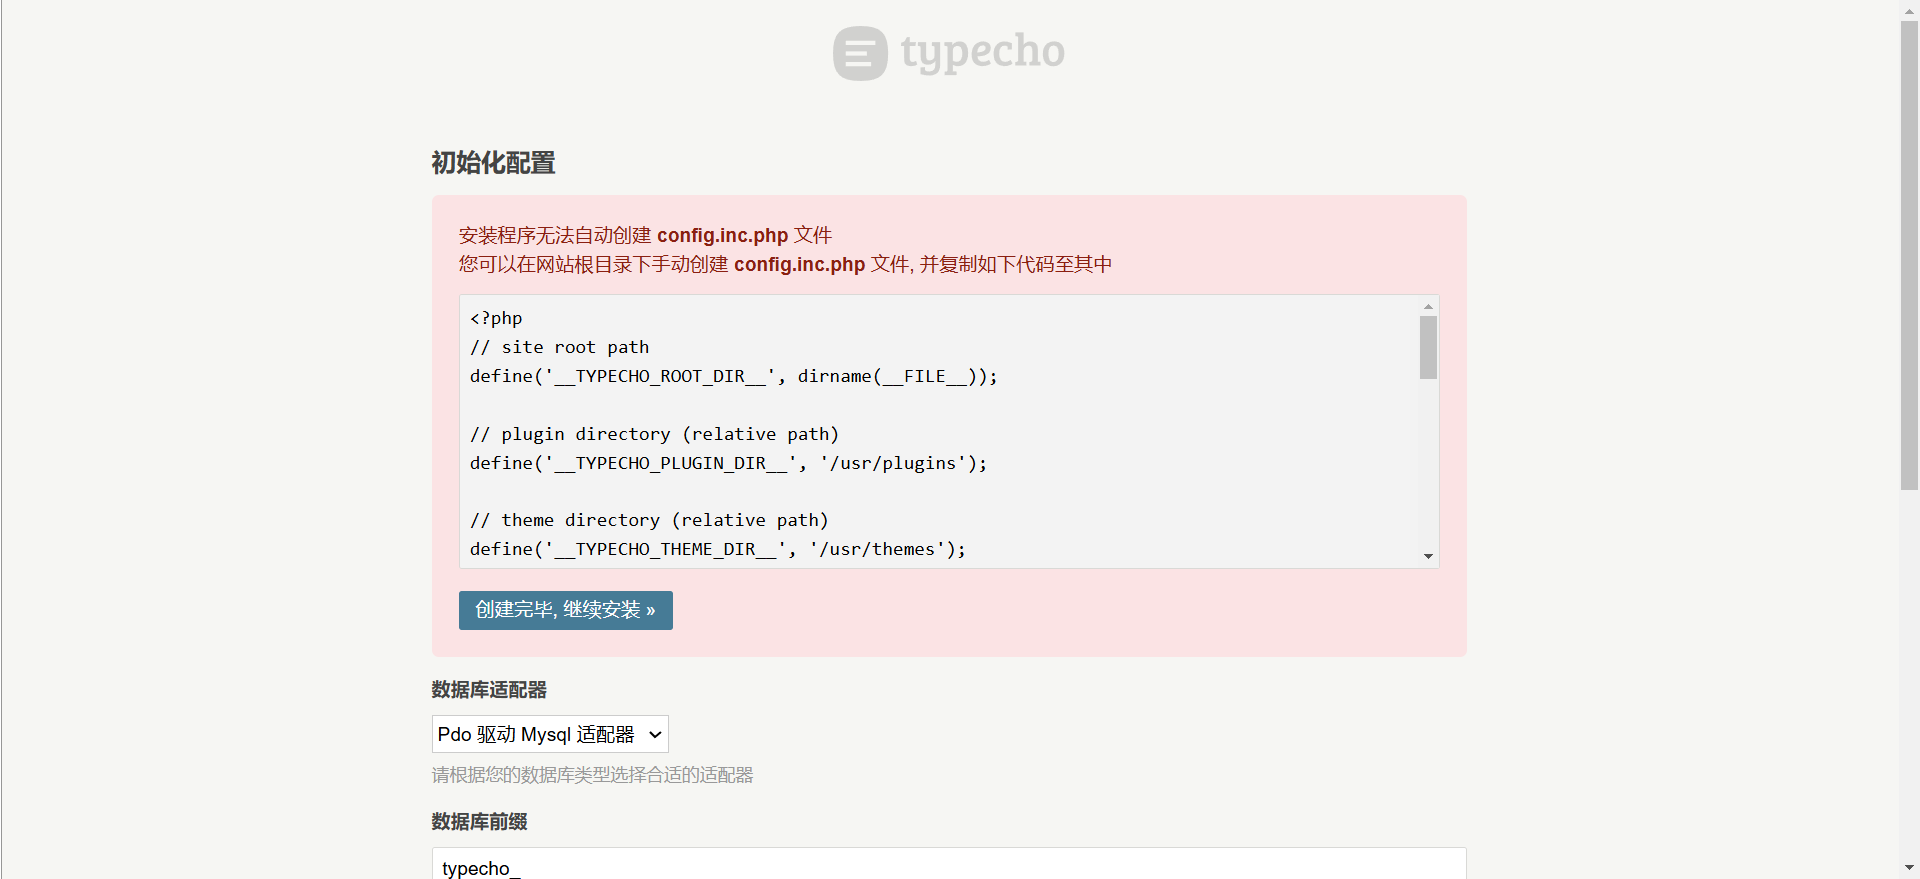 typecho
初始化配置
安装程序无法自动创建 config.inc.php 文件
您可以在网站根目录下手动创建 config.inc.php 文件, 并复制如下代码至其中
<?php
// site root path
define('__TYPECHO_ROOT_DIR__', dirname(__FILE__));
// plugin directory (relative path)
define('__TYPECHO_PLUGIN_DIR__', '/usr/plugins');
// theme directory (relative path)
define('__TYPECHO_THEME_DIR__', '/usr/themes');
创建完毕, 继续安装 »
数据库适配器
Pdo 驱动 Mysql 适配器
请根据您的数据库类型选择合适的适配器
数据库前缀
typecho_